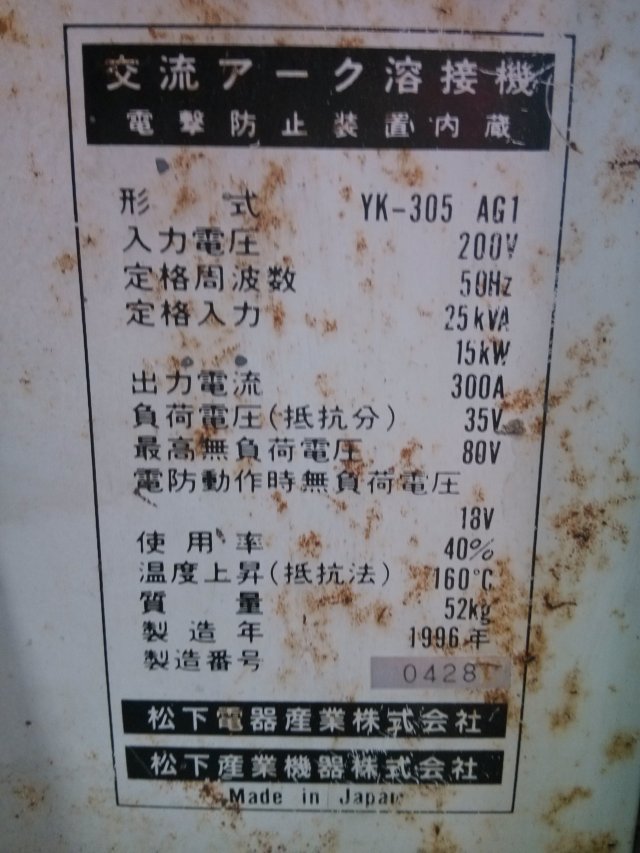 交流アーク溶接機
電撃防止装置内蔵
形 式 YK-305 AG1
入力電圧 200V
定格周波数 50Hz
定格入力 25kVA
15kW
出力電流 300A
負荷電圧(抵抗分) 35V
最高無負荷電圧 80V
電防動作時無負荷電圧
18V
使用率 40%
温度上昇(抵抗法) 160°C
質 量 52kg
製造年 1996年
製造番号 0428
松下電器産業株式会社
松下産業機器株式会社
Made in Japan